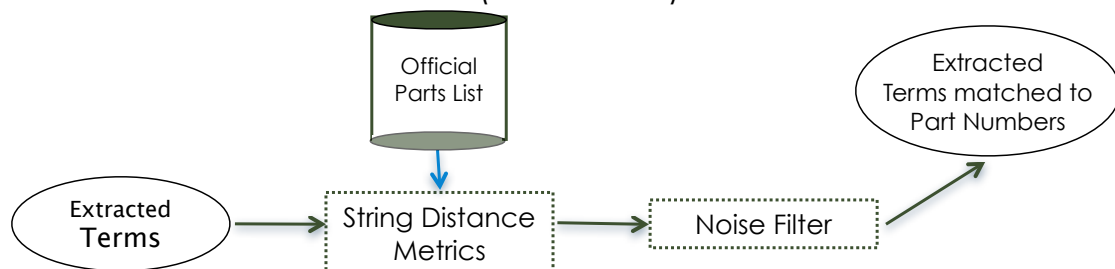 Official
Parts List
Extracted
Terms matched to
Part Numbers
Extracted
Terms
String Distance
Metrics
Noise Filter